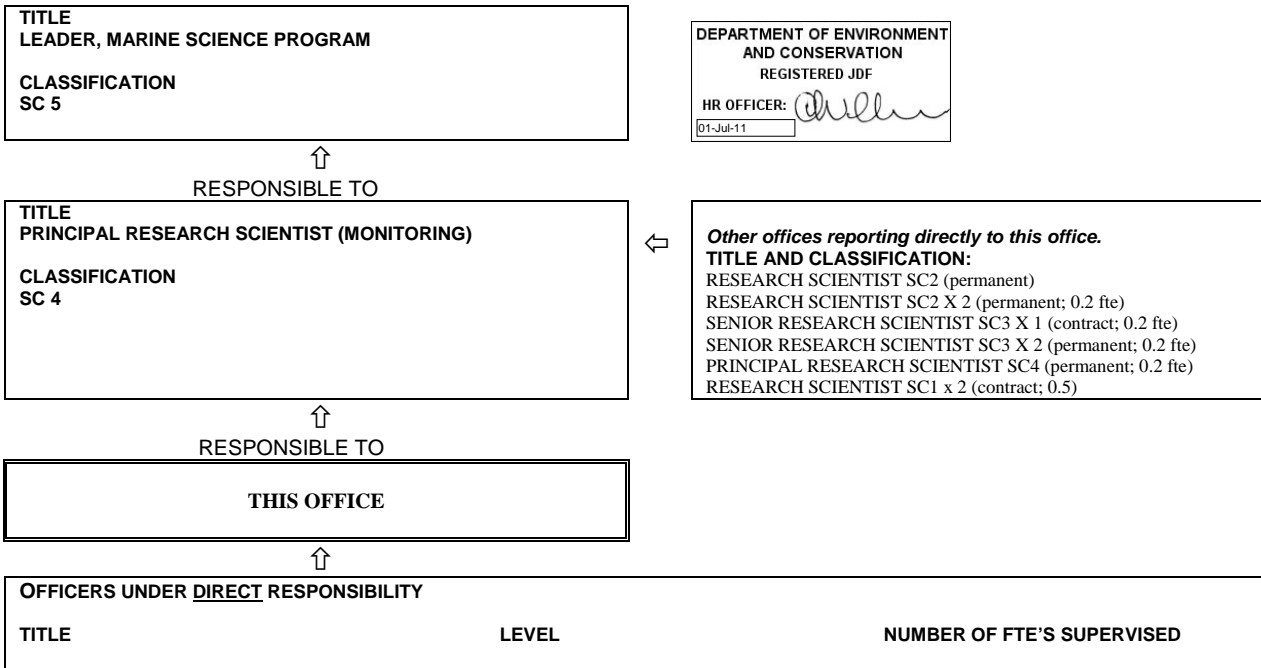 TITLE
LEADER, MARINE SCIENCE PROGRAM
CLASSIFICATION
SC 5
DEPARTMENT OF ENVIRONMENT
AND CONSERVATION
REGISTERED JDF
HR OFFICER:
01-Jul-11
⇧
RESPONSIBLE TO
TITLE
PRINCIPAL RESEARCH SCIENTIST (MONITORING)
CLASSIFICATION
SC 4
⇦
Other offices reporting directly to this office.
TITLE AND CLASSIFICATION:
RESEARCH SCIENTIST SC2 (permanent)
RESEARCH SCIENTIST SC2 X 2 (permanent; 0.2 fte)
SENIOR RESEARCH SCIENTIST SC3 X 1 (contract; 0.2 fte)
SENIOR RESEARCH SCIENTIST SC3 X 2 (permanent; 0.2 fte)
PRINCIPAL RESEARCH SCIENTIST SC4 (permanent; 0.2 fte)
RESEARCH SCIENTIST SC1 x 2 (contract; 0.5)
⇧
RESPONSIBLE TO
THIS OFFICE
⇧
OFFICERS UNDER DIRECT RESPONSIBILITY
TITLE LEVEL NUMBER OF FTE'S SUPERVISED